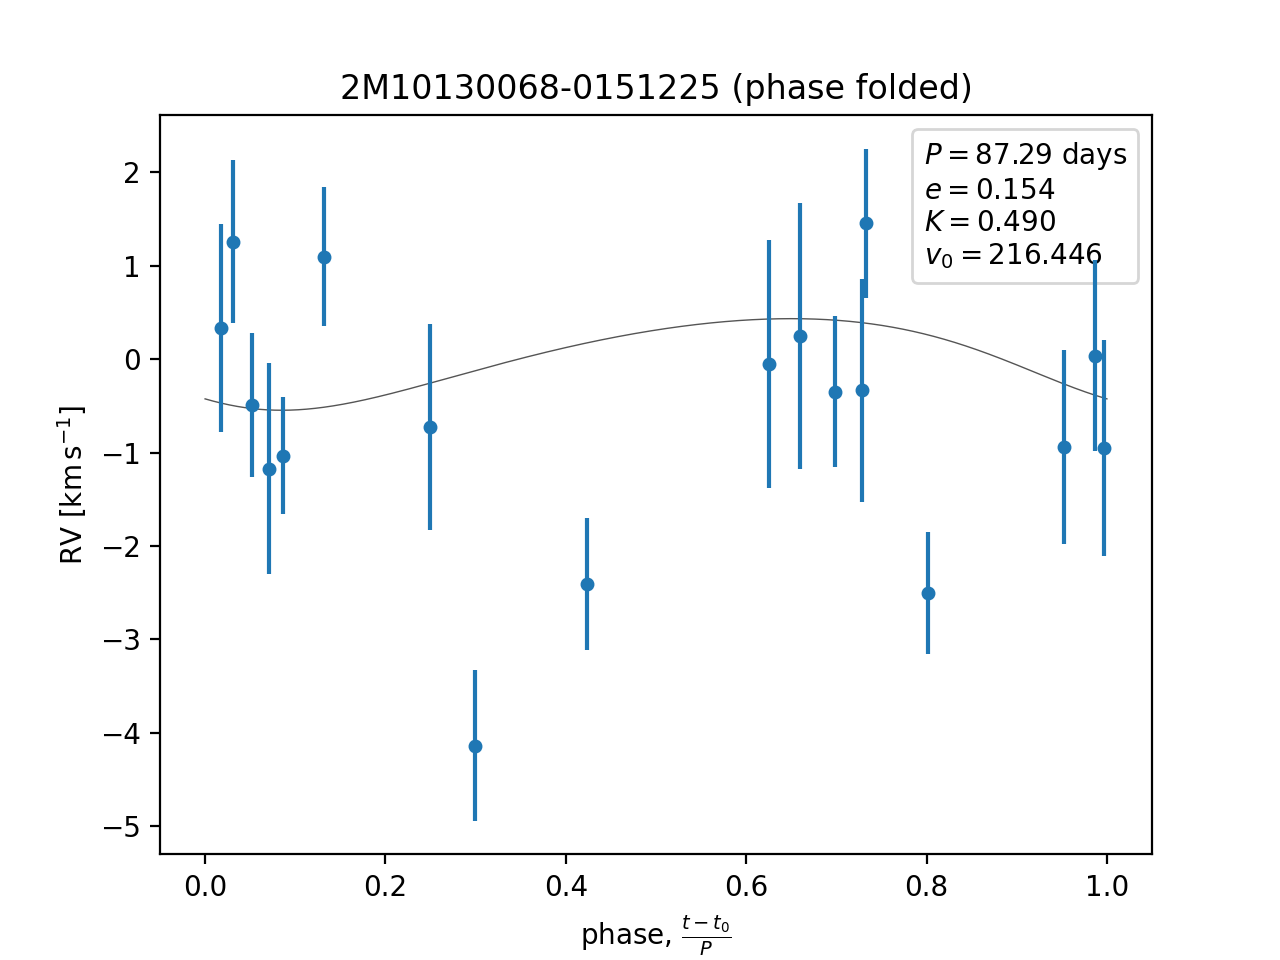 2M10130068-0151225 (phase folded)
P = 87.29 days
e = 0.154
K = 0.490
v₀ = 216.446
RV [km s⁻¹]
2
1
0
−1
−2
−3
−4
−5
0.0 0.2 0.4 0.6 0.8 1.0
phase, (t − t₀)/P